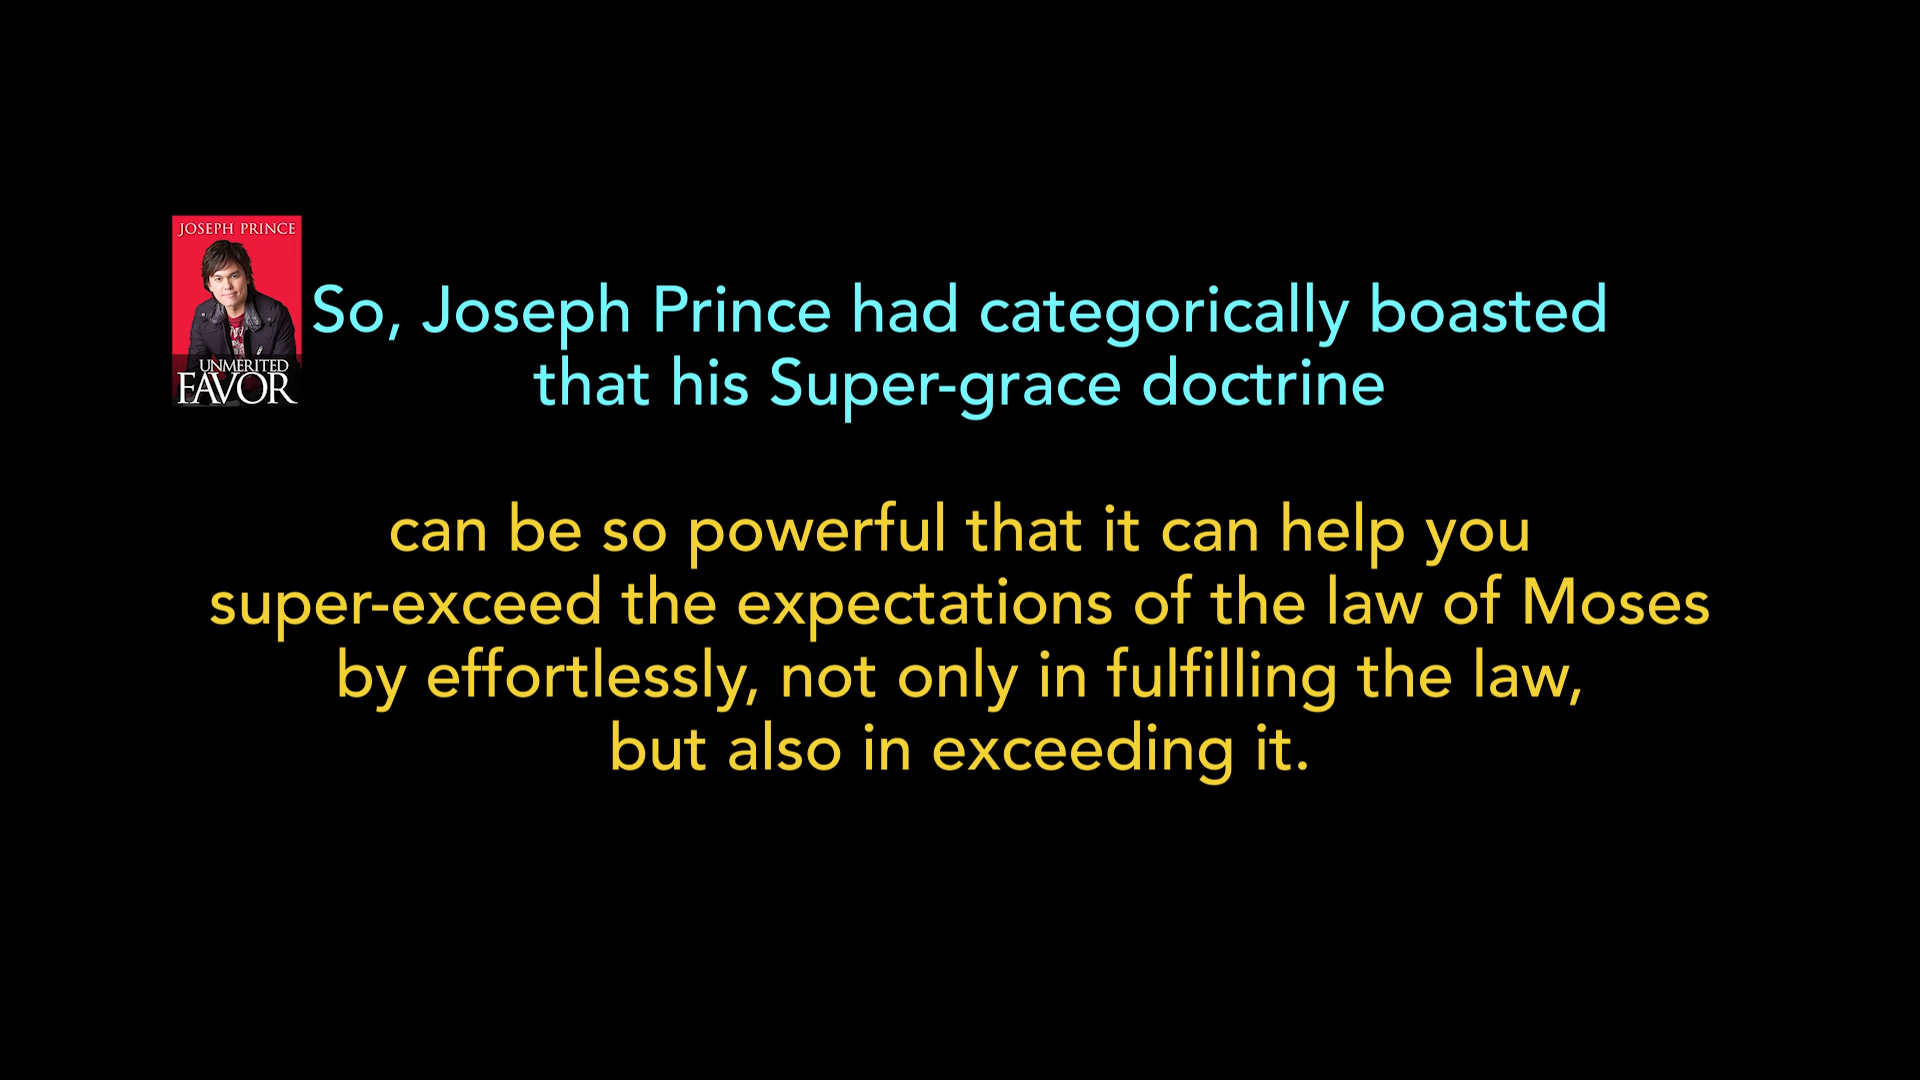 JOSEPH PRINCE
UNMERITED
FAVOR
So, Joseph Prince had categorically boasted
that his Super-grace doctrine
can be so powerful that it can help you
super-exceed the expectations of the law of Moses
by effortlessly, not only in fulfilling the law,
but also in exceeding it.